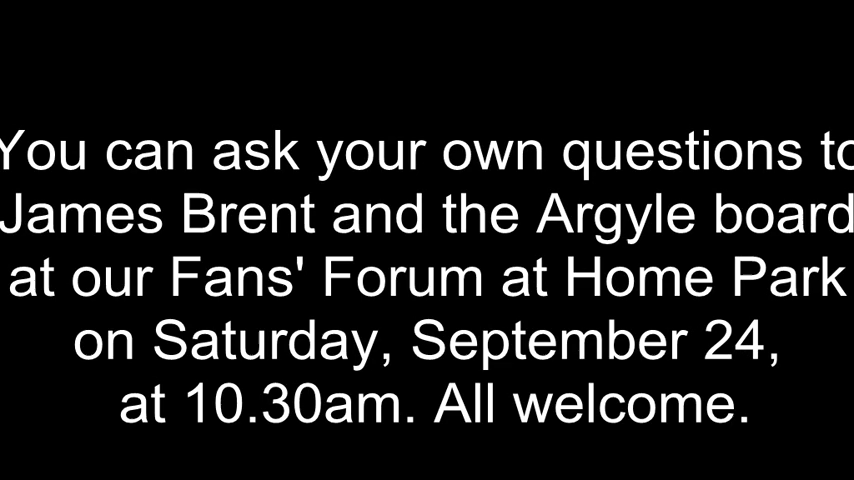 You can ask your own questions to
James Brent and the Argyle board
at our Fans' Forum at Home Park
on Saturday, September 24,
at 10.30am. All welcome.